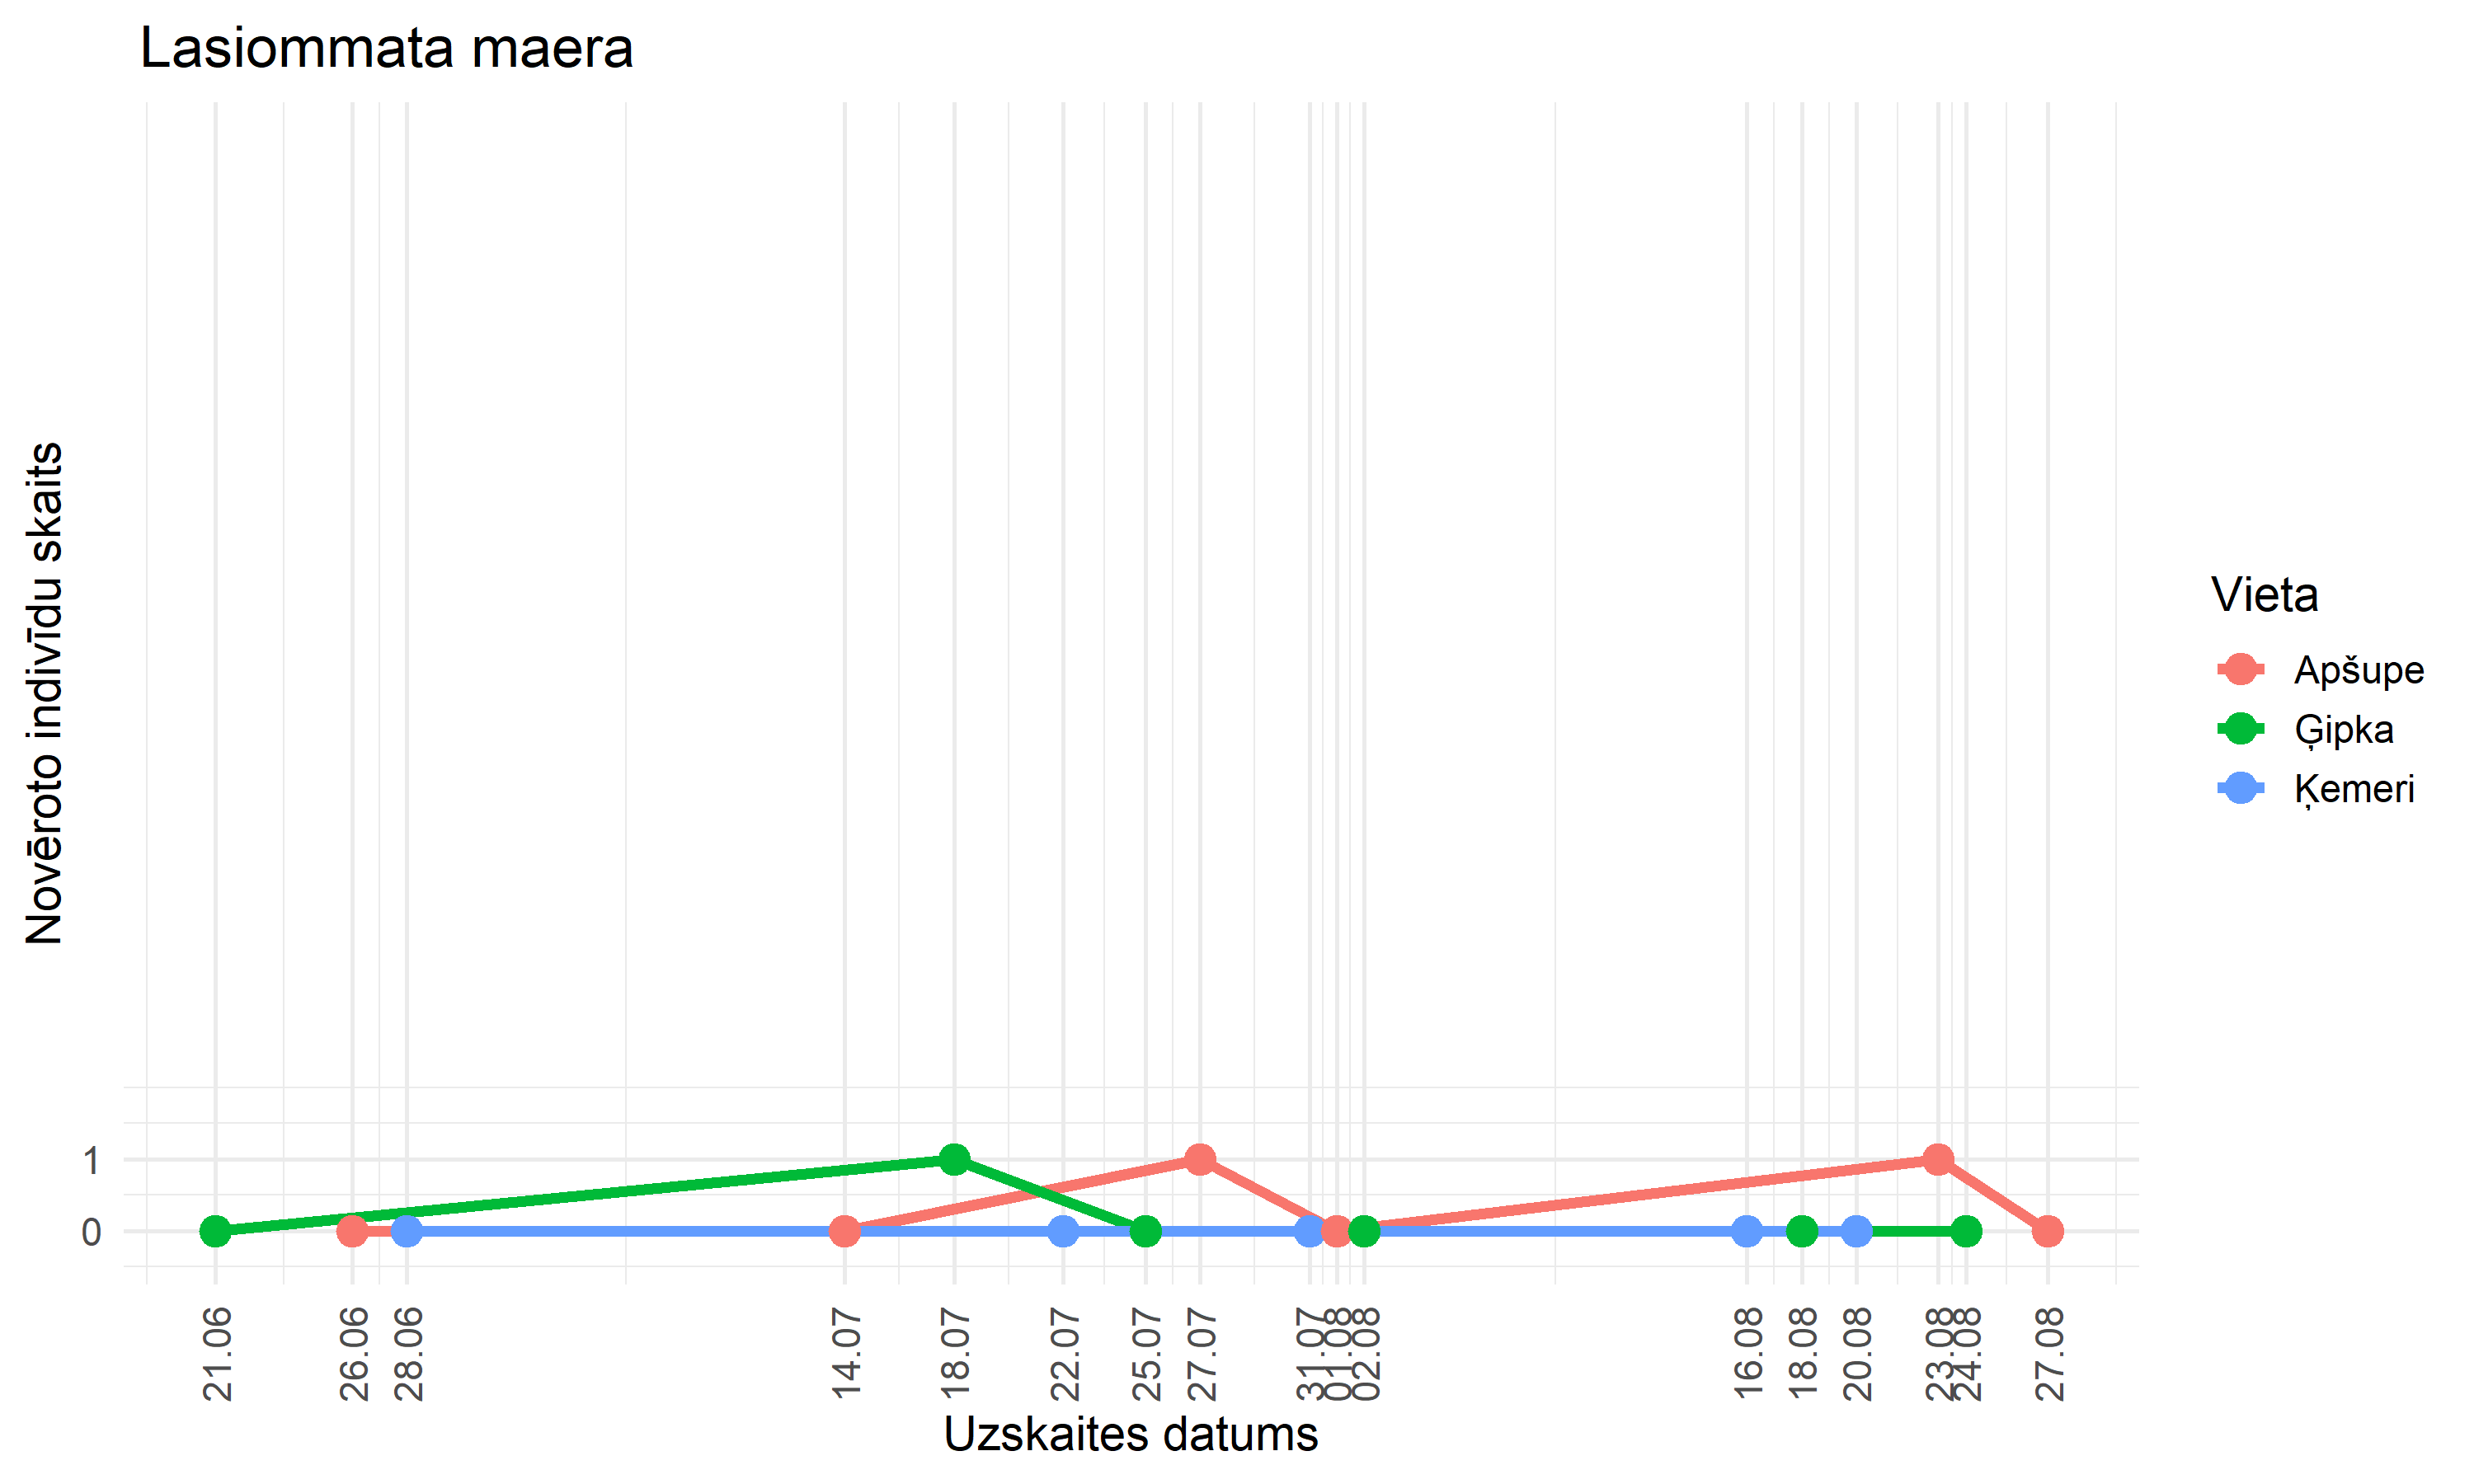 Lasiommata maera
Novēroto indivīdu skaits
1
0
21.06
26.06
28.06
14.07
18.07
22.07
25.07
27.07
31.07
01.08
02.08
16.08
18.08
20.08
23.08
24.08
27.08
Uzskaites datums
Vieta
Apšupe
Ģipka
Ķemeri